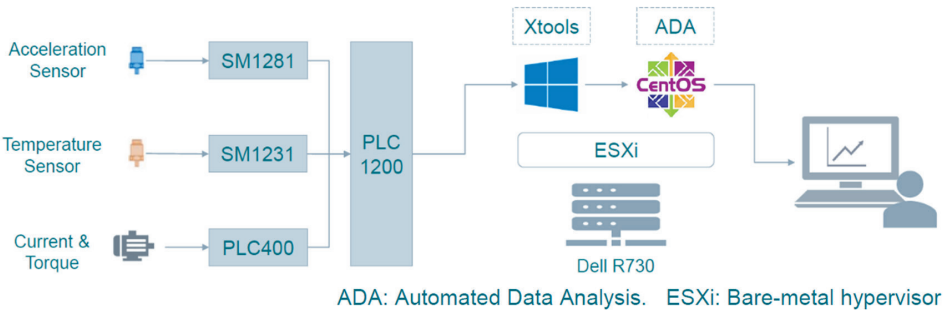 Acceleration
Sensor
SM1281
Temperature
Sensor
SM1231
Current &
Torque
PLC400
PLC
1200
Xtools
ADA
CentOS
ESXi
Dell R730
ADA: Automated Data Analysis. ESXi: Bare-metal hypervisor